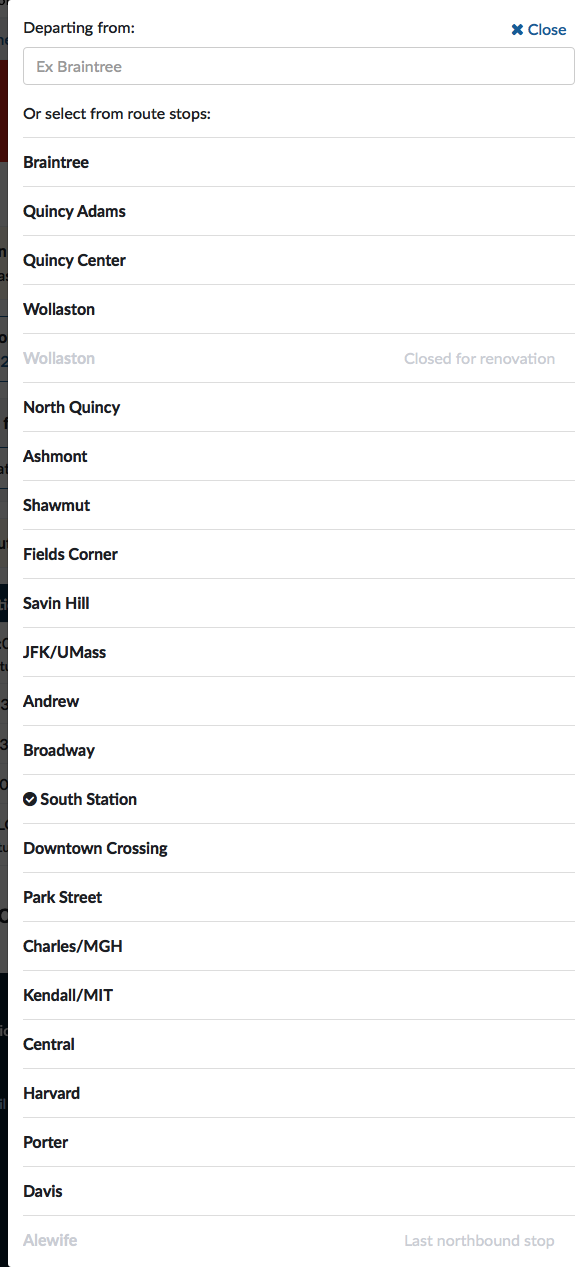 Departing from:
✖ Close
Ex Braintree
Or select from route stops:
Braintree
Quincy Adams
Quincy Center
Wollaston
Wollaston Closed for renovation
North Quincy
Ashmont
Shawmut
Fields Corner
Savin Hill
JFK/UMass
Andrew
Broadway
South Station
Downtown Crossing
Park Street
Charles/MGH
Kendall/MIT
Central
Harvard
Porter
Davis
Alewife Last northbound stop